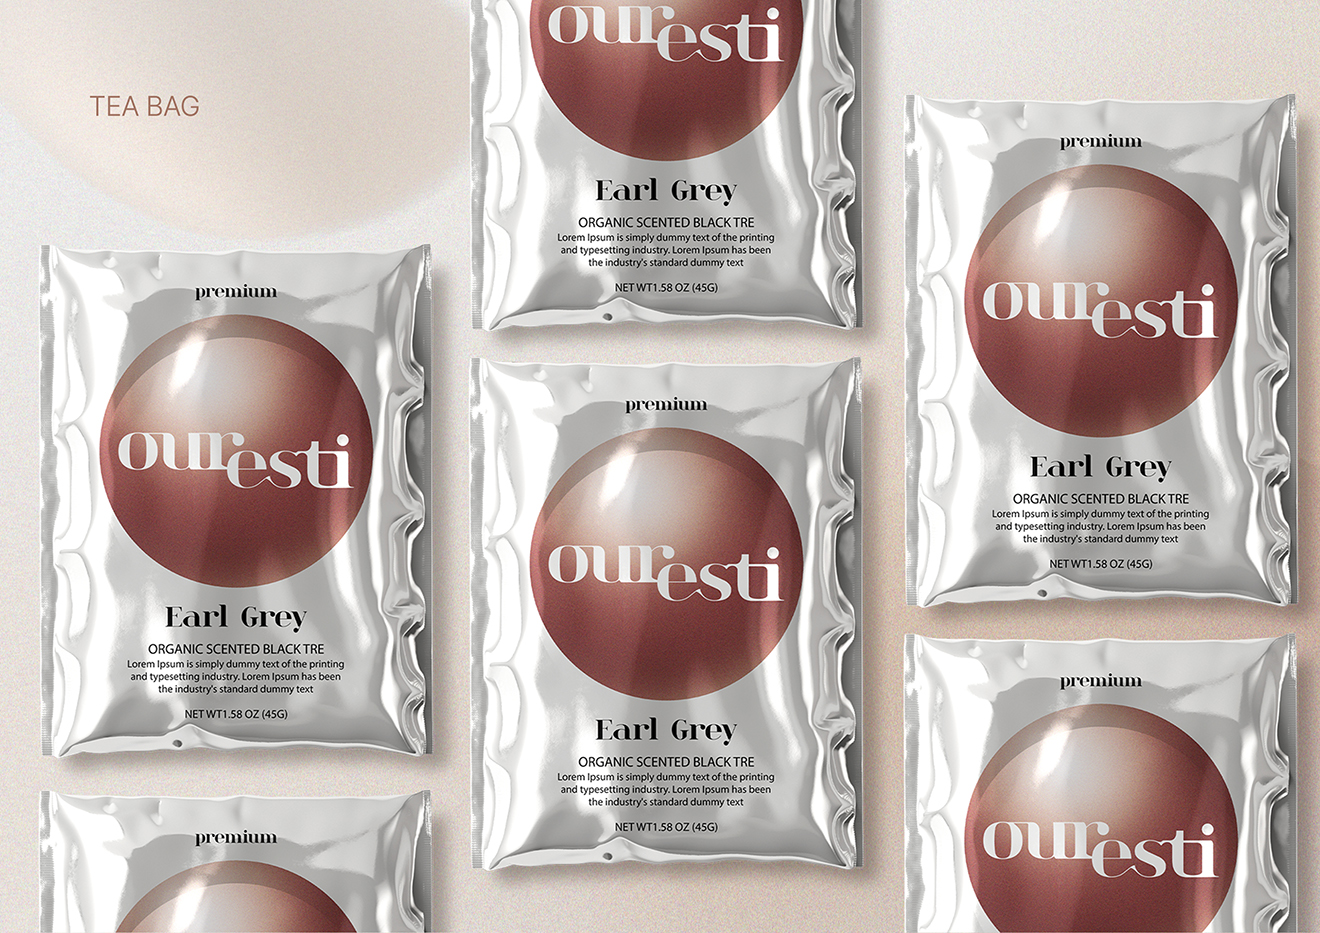 TEA BAG
premium
ouresti
Earl Grey
ORGANIC SCENTED BLACK TRE
Lorem Ipsum is simply dummy text of the printing
and typesetting industry. Lorem Ipsum has been
the industry's standard dummy text
NET WT1.58 OZ (45G)
premium
ouresti
Earl Grey
ORGANIC SCENTED BLACK TRE
Lorem Ipsum is simply dummy text of the printing
and typesetting industry. Lorem Ipsum has been
the industry's standard dummy text
NET WT1.58 OZ (45G)
premium
ouresti
Earl Grey
ORGANIC SCENTED BLACK TRE
Lorem Ipsum is simply dummy text of the printing
and typesetting industry. Lorem Ipsum has been
the industry's standard dummy text
NET WT1.58 OZ (45G)
premium
ouresti
Earl Grey
ORGANIC SCENTED BLACK TRE
Lorem Ipsum is simply dummy text of the printing
and typesetting industry. Lorem Ipsum has been
the industry's standard dummy text
NET WT1.58 OZ (45G)
premium
ouresti